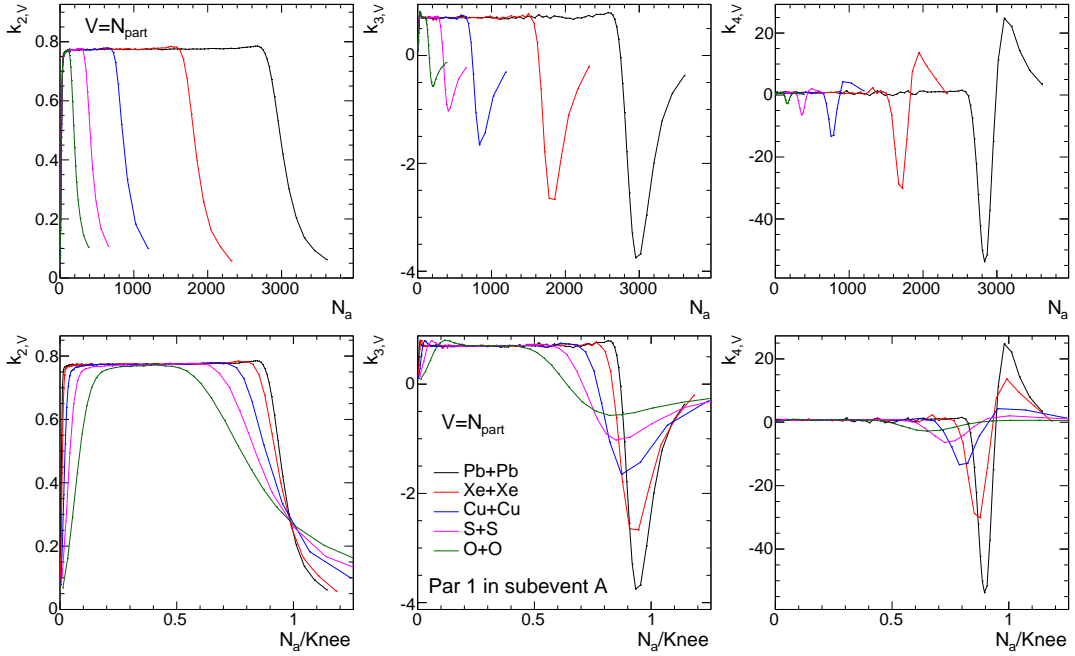 k2,V
V=Npart
0.8
0.6
0.4
0.2
0
0 1000 2000 3000
Na
k3,V
0
−2
−4
0 1000 2000 3000
Na
k4,V
20
0
−20
−40
0 1000 2000 3000
Na
k2,V
0.8
0.6
0.4
0.2
0
0 0.5 1
Na/Knee
k3,V
0
−2
−4
V=Npart
Pb+Pb
Xe+Xe
Cu+Cu
S+S
O+O
Par 1 in subevent A
0 0.5 1
Na/Knee
k4,V
20
0
−20
−40
0 0.5 1
Na/Knee